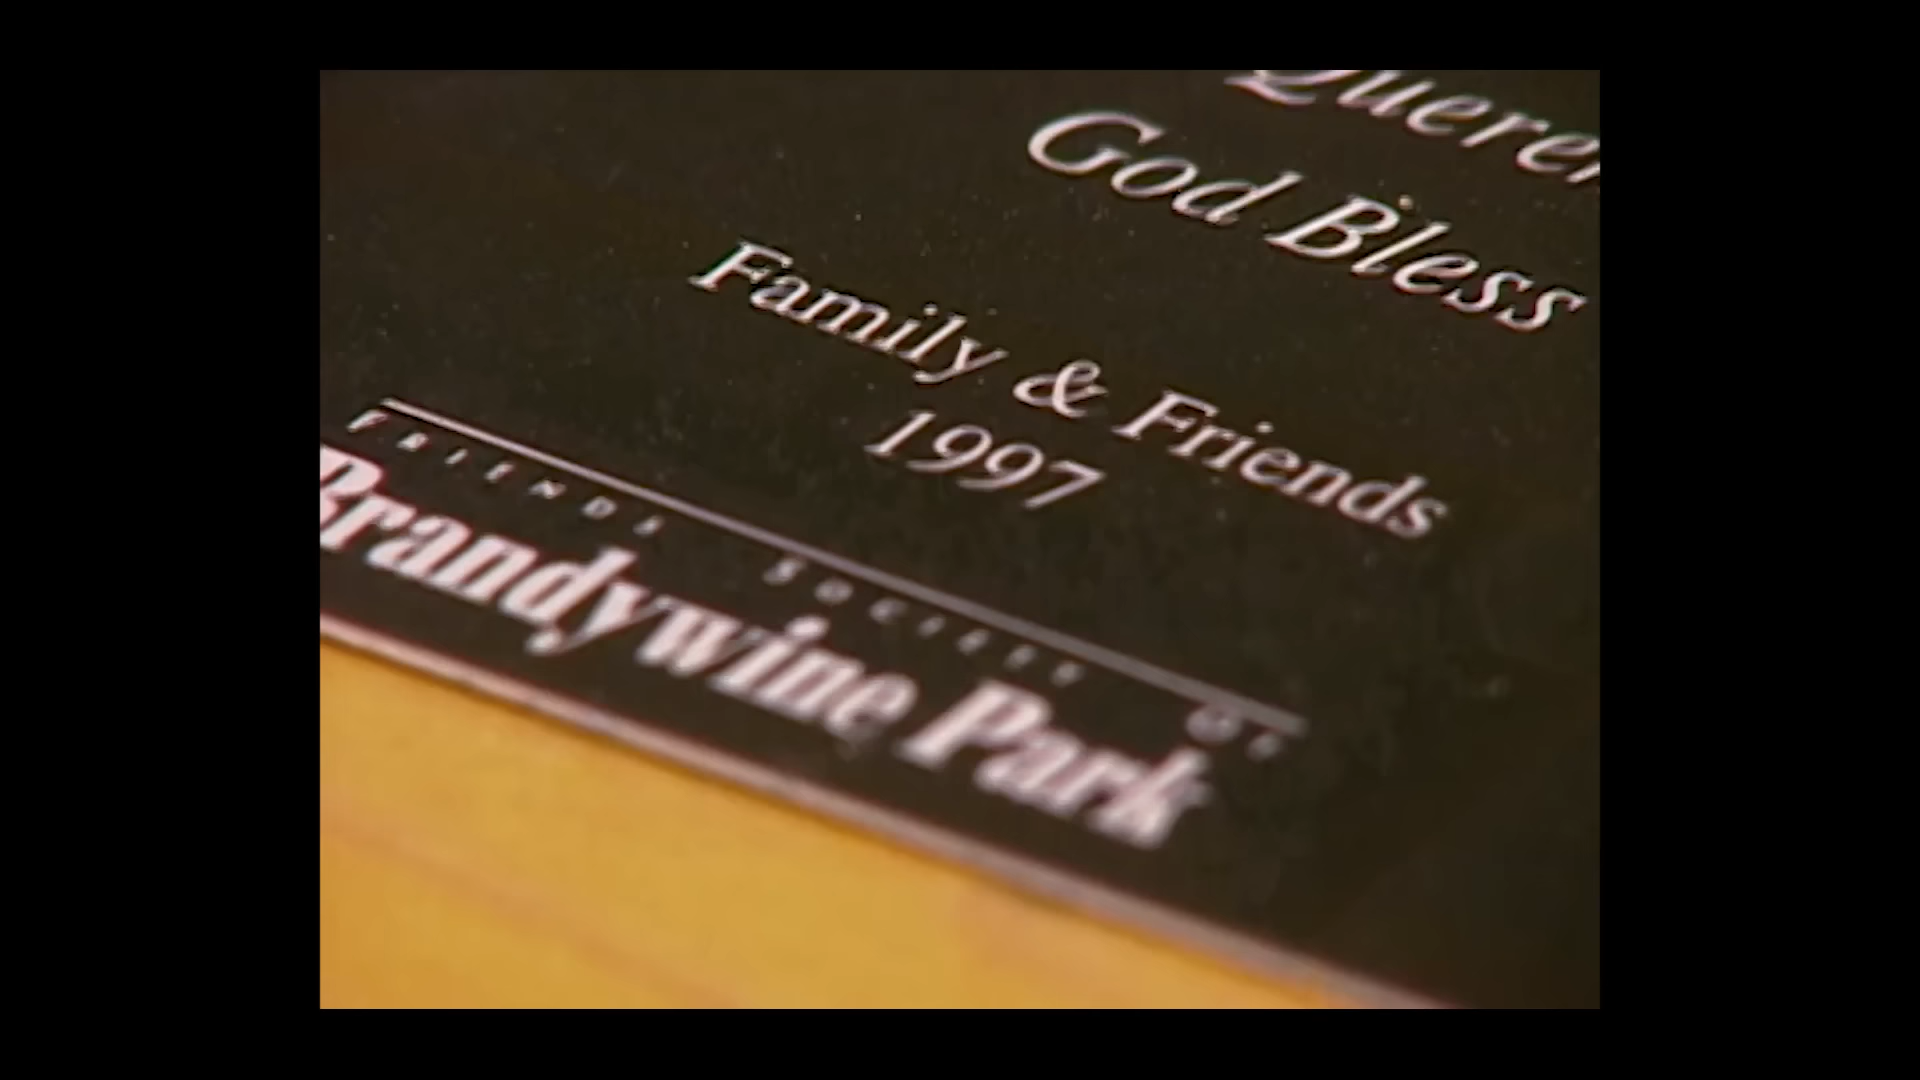 God Bless
Family & Friends
1997
FRIENDS SOCIETY OF
Brandywine Park